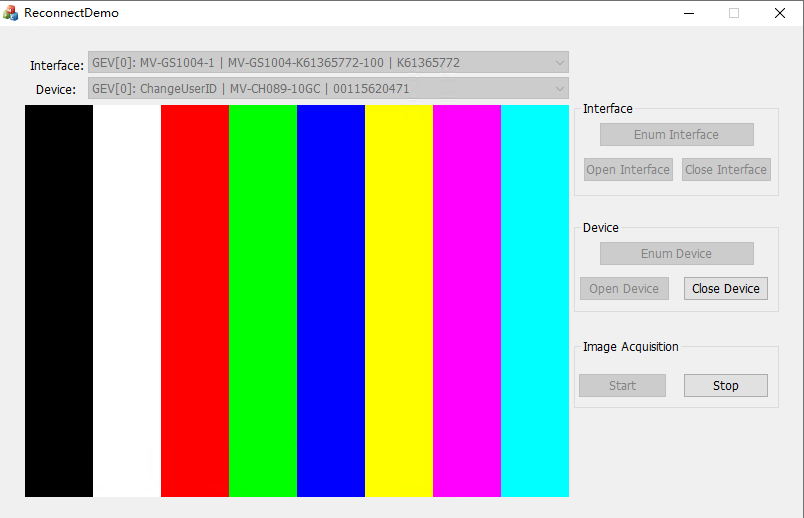 ReconnectDemo
Interface: GEV[0]: MV-GS1004-1 | MV-GS1004-K61365772-100 | K61365772
Device: GEV[0]: ChangeUserID | MV-CH089-10GC | 00115620471
Interface
Enum Interface
Open Interface Close Interface
Device
Enum Device
Open Device Close Device
Image Acquisition
Start Stop